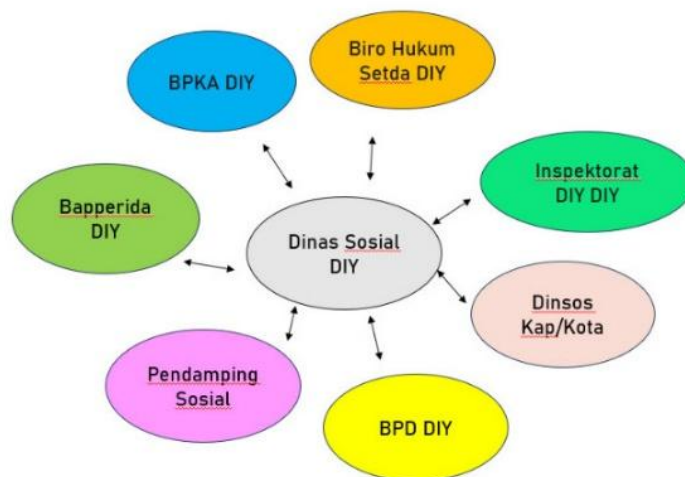 Biro Hukum
Setda DIY
BPKA DIY
Inspektorat
DIY DIY
Bapperida
DIY
Dinas Sosial
DIY
Dinsos
Kap/Kota
Pendamping
Sosial
BPD DIY